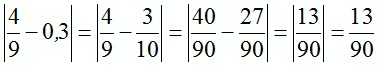 |4/9 − 0,3| = |4/9 − 3/10| = |40/90 − 27/90| = |13/90| = 13/90